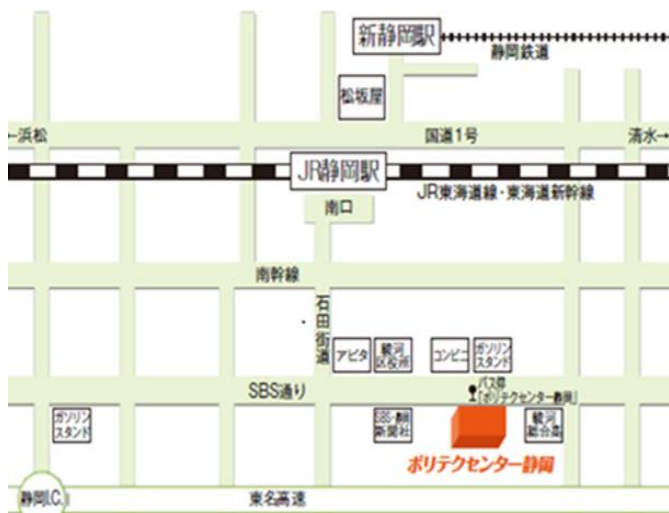 新静岡駅
静岡鉄道
松坂屋
←浜松
国道1号
清水→
JR静岡駅
JR東海道線・東海道新幹線
南口
南幹線
石田街道
アピタ
駿河
区役所
コンビニ
ガソリン
スタンド
バス停
「ポリテクセンター静岡」
SBS通り
ガソリン
スタンド
SBS・静岡
新聞社
駿河
総合高
ポリテクセンター静岡
静岡I.C.
東名高速